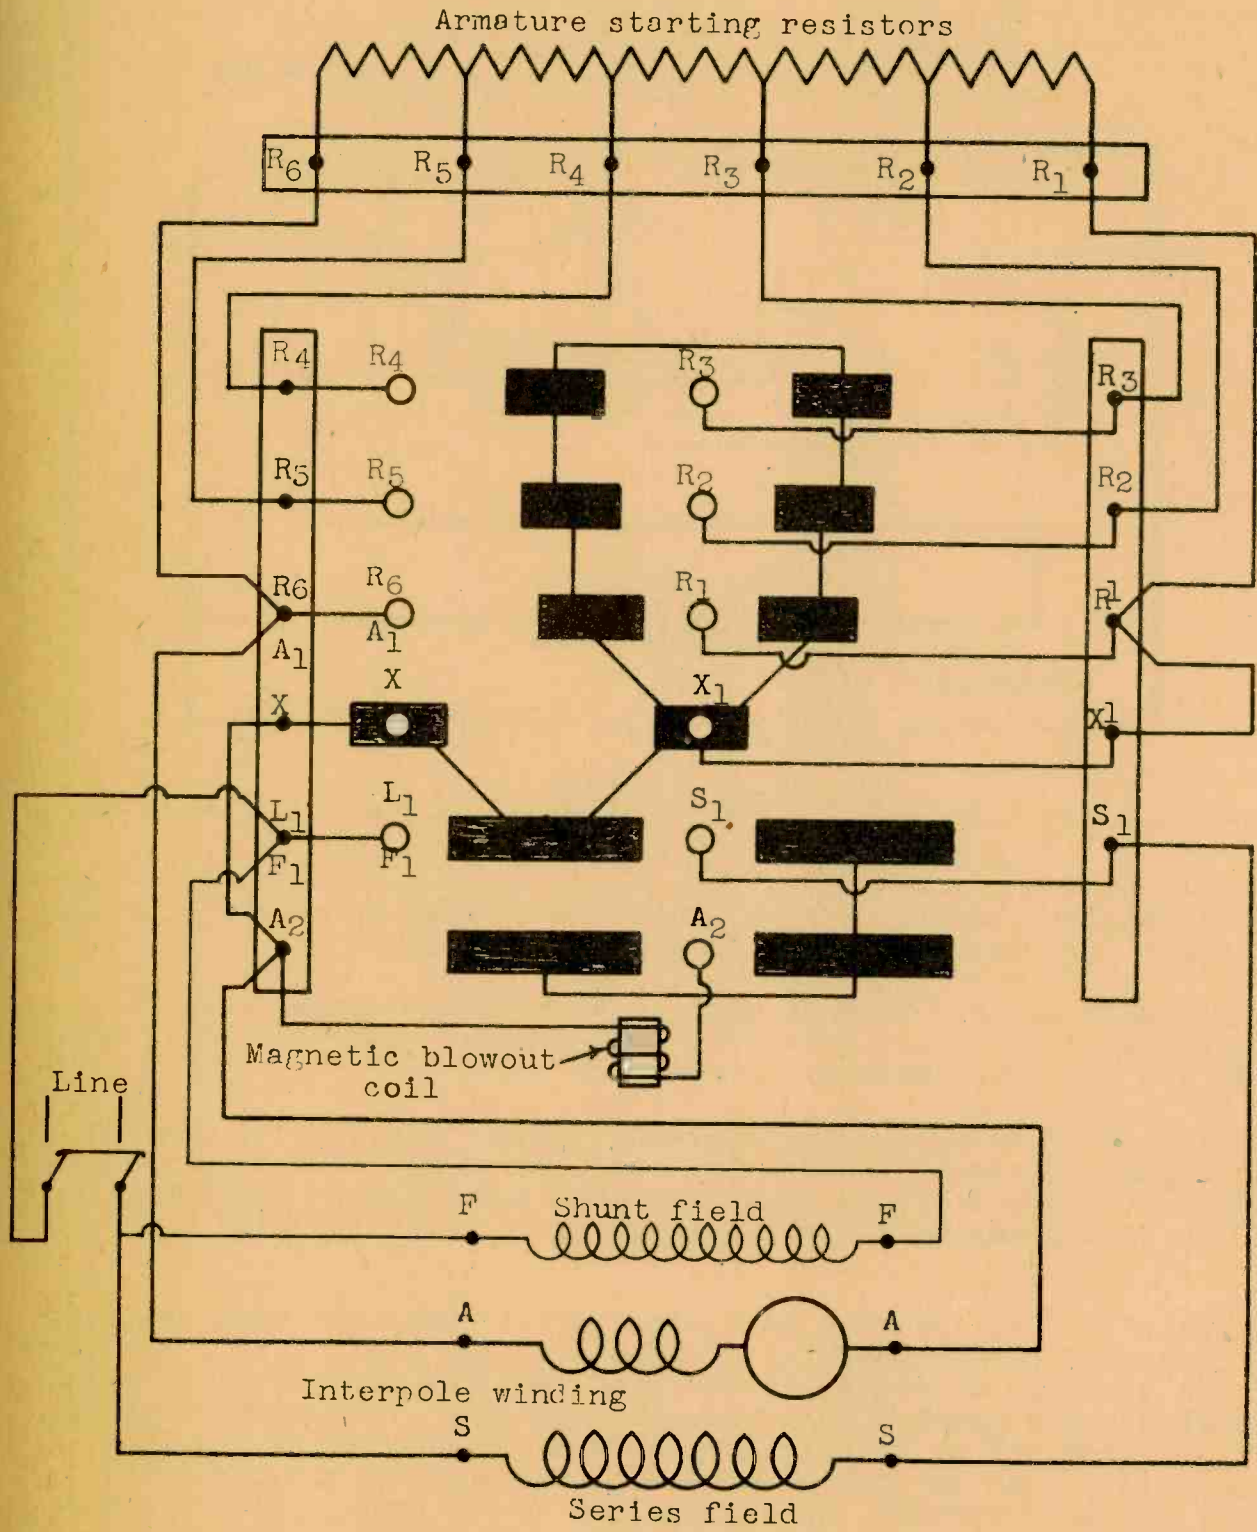 Armature starting resistors
R6 R5 R4 R3 R2 R1
R4 R4 R3 R3
R5 R5 R2 R2
R6 R6 R1 R1
A1 A1
X X X1 X1
L1 L1 S1 S1
F1 F1
A2 A2
Magnetic blowout
coil
Line
F Shunt field F
A A
Interpole winding
S S
Series field